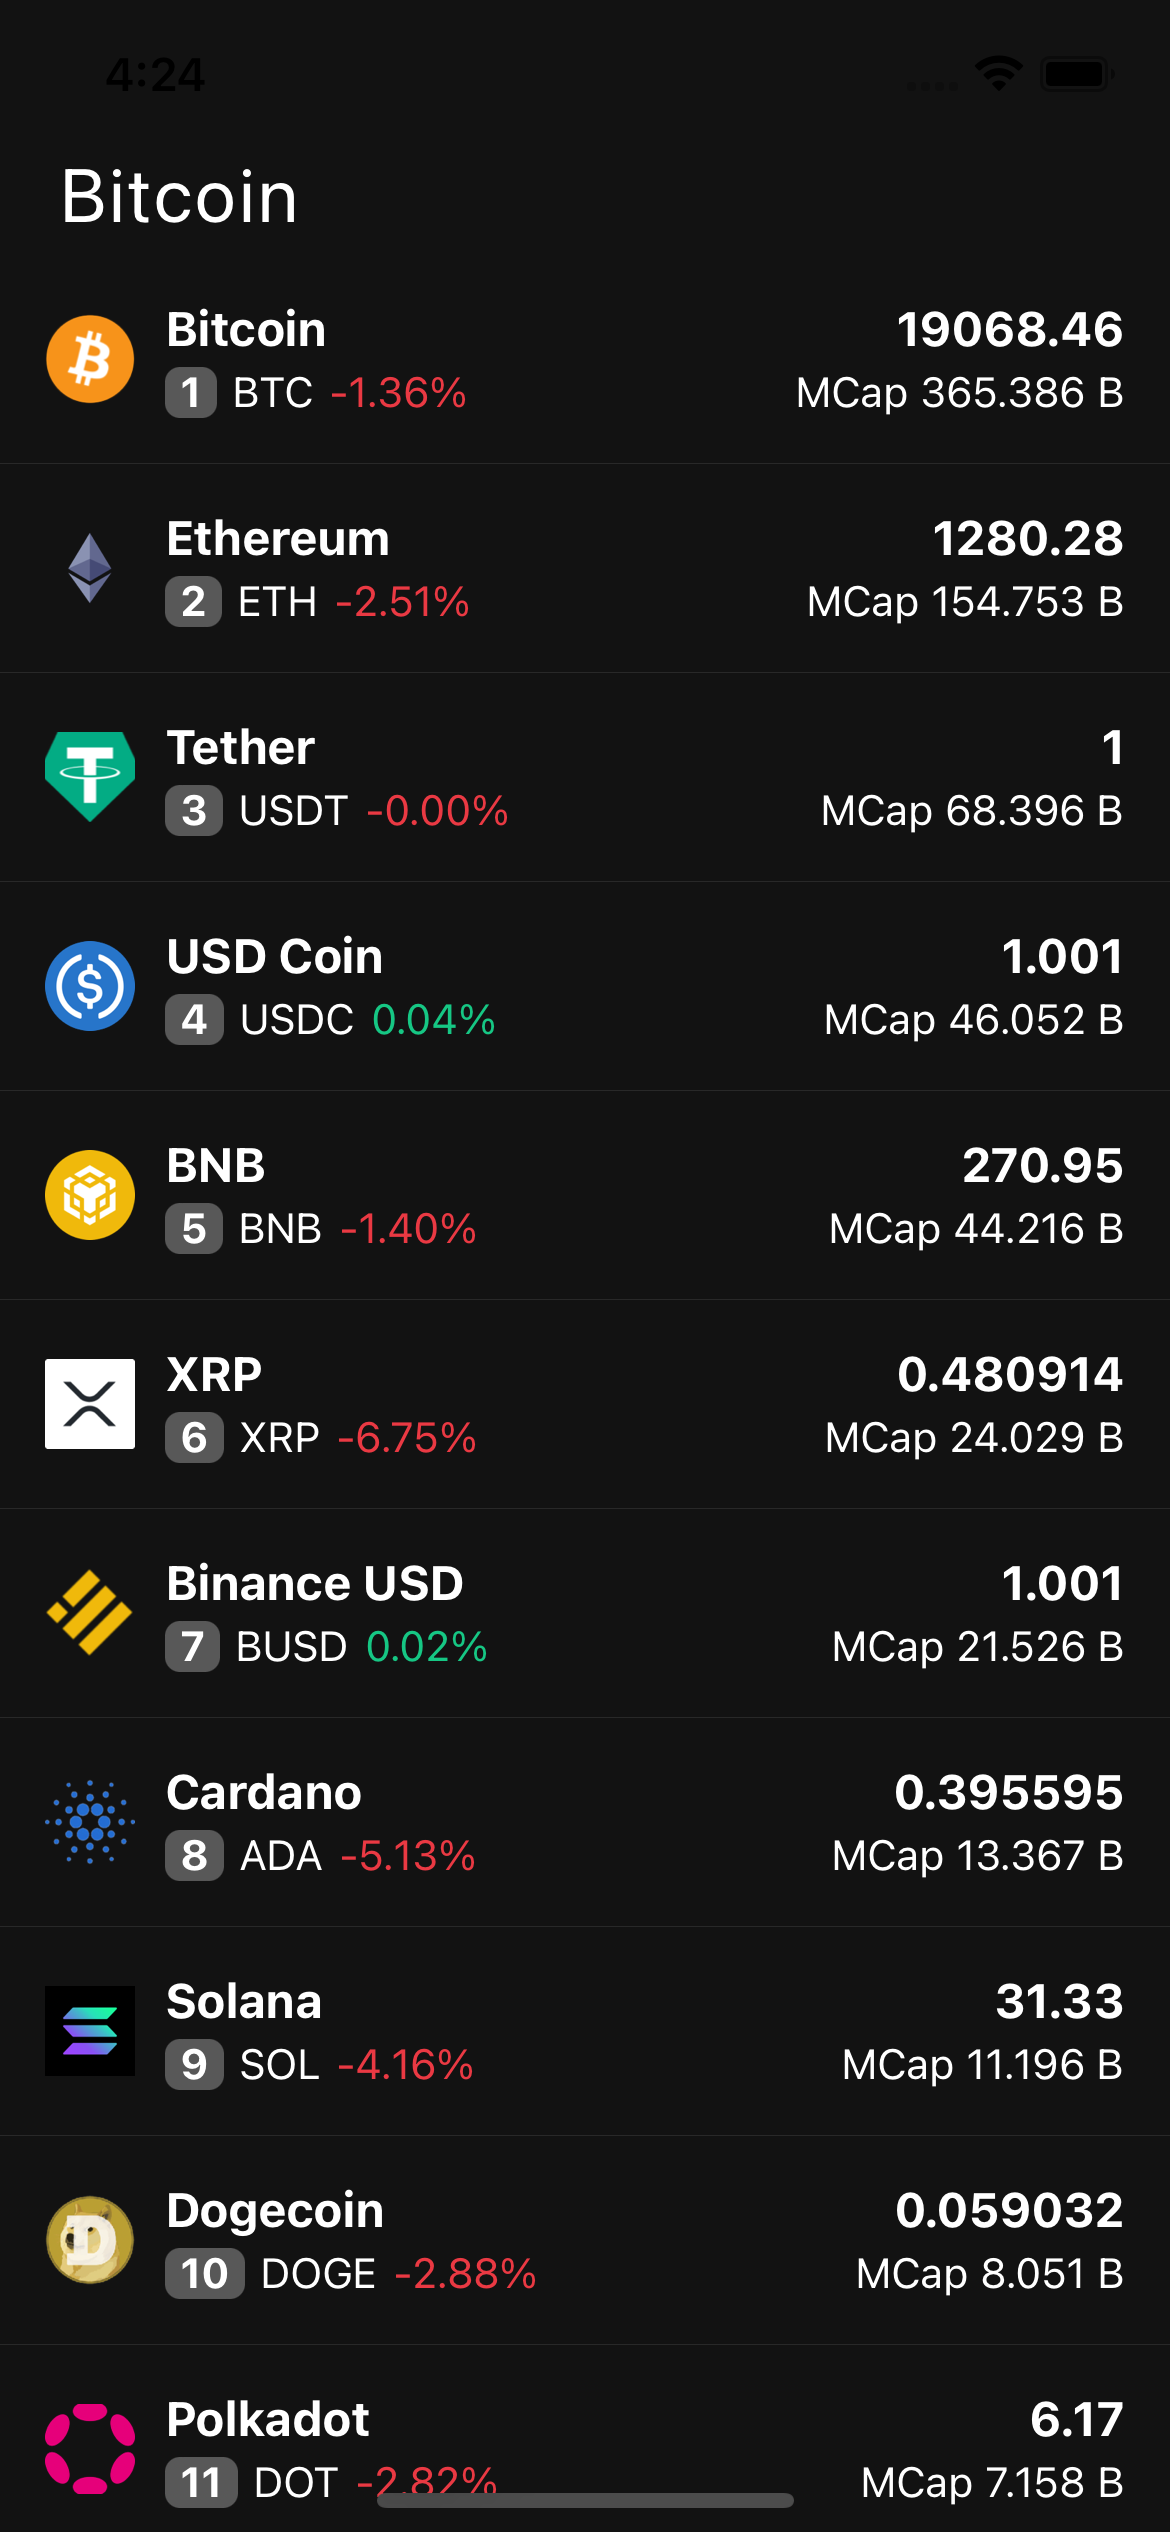 4:24
Bitcoin
Bitcoin 19068.46
1 BTC -1.36% MCap 365.386 B
Ethereum 1280.28
2 ETH -2.51% MCap 154.753 B
Tether 1
3 USDT -0.00% MCap 68.396 B
USD Coin 1.001
4 USDC 0.04% MCap 46.052 B
BNB 270.95
5 BNB -1.40% MCap 44.216 B
XRP 0.480914
6 XRP -6.75% MCap 24.029 B
Binance USD 1.001
7 BUSD 0.02% MCap 21.526 B
Cardano 0.395595
8 ADA -5.13% MCap 13.367 B
Solana 31.33
9 SOL -4.16% MCap 11.196 B
Dogecoin 0.059032
10 DOGE -2.88% MCap 8.051 B
Polkadot 6.17
11 DOT -2.82% MCap 7.158 B